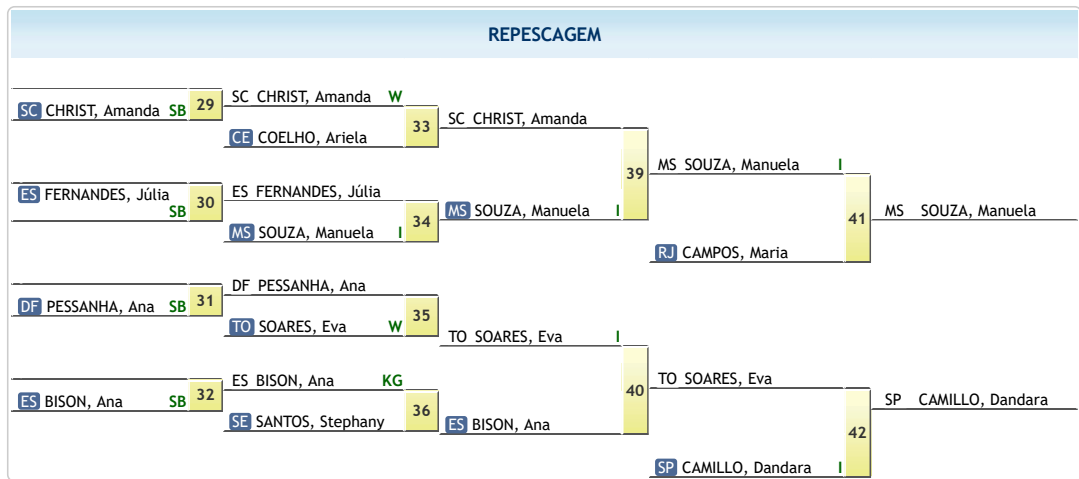 REPESCAGEM
SC CHRIST, Amanda SB
29
SC CHRIST, Amanda W
CE COELHO, Ariela
33
SC CHRIST, Amanda
ES FERNANDES, Júlia
SB
30
ES FERNANDES, Júlia
MS SOUZA, Manuela I
34
MS SOUZA, Manuela I
39
MS SOUZA, Manuela I
RJ CAMPOS, Maria
41
MS SOUZA, Manuela
DF PESSANHA, Ana SB
31
DF PESSANHA, Ana
TO SOARES, Eva W
35
TO SOARES, Eva I
ES BISON, Ana SB
32
ES BISON, Ana KG
SE SANTOS, Stephany
36
ES BISON, Ana
40
TO SOARES, Eva
SP CAMILLO, Dandara I
42
SP CAMILLO, Dandara